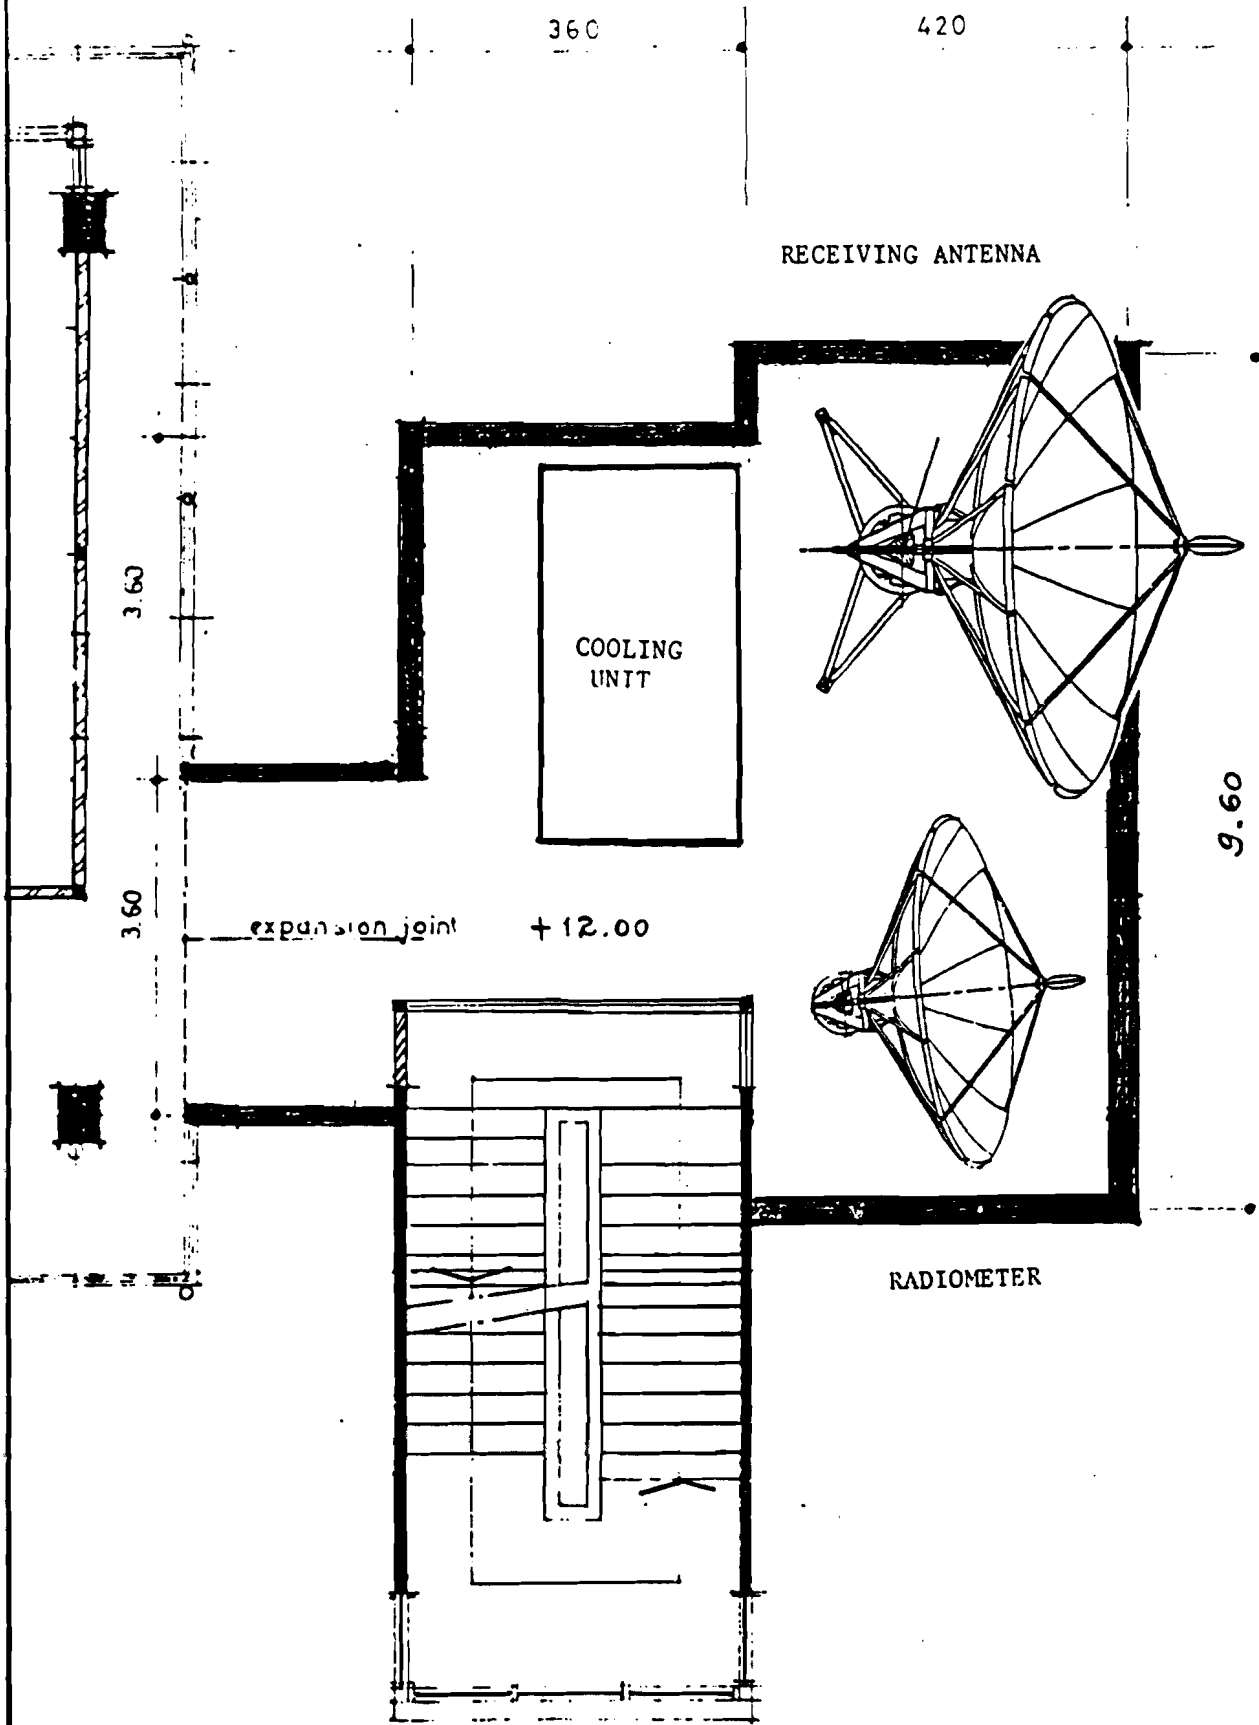 360
420
RECEIVING ANTENNA
3.60
COOLING
UNIT
9.60
3.60
expansion joint
+12.00
RADIOMETER